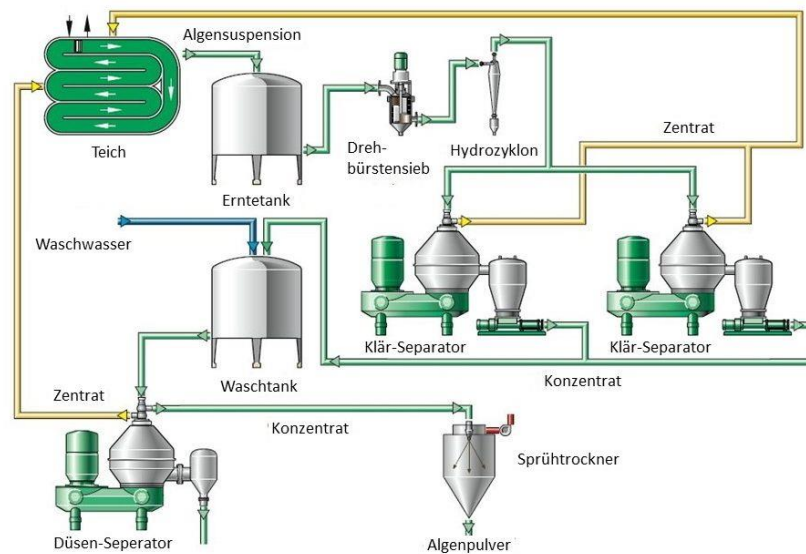 Algensuspension
Teich
Erntetank
Dreh-
bürstensieb
Hydrozyklon
Zentrat
Waschwasser
Waschtank
Klär-Separator
Klär-Separator
Konzentrat
Zentrat
Konzentrat
Sprühtrockner
Düsen-Seperator
Algenpulver